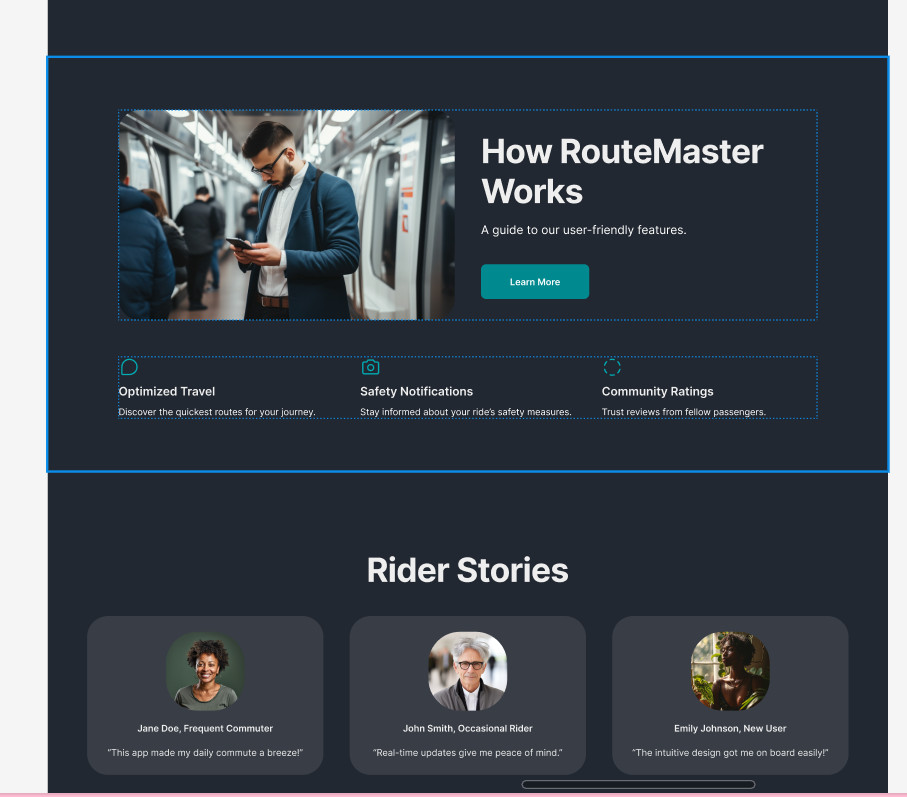 How RouteMaster
Works
A guide to our user-friendly features.
Learn More
Optimized Travel
Discover the quickest routes for your journey.
Safety Notifications
Stay informed about your ride’s safety measures.
Community Ratings
Trust reviews from fellow passengers.
Rider Stories
Jane Doe, Frequent Commuter
“This app made my daily commute a breeze!”
John Smith, Occasional Rider
“Real-time updates give me peace of mind.”
Emily Johnson, New User
“The intuitive design got me on board easily!”